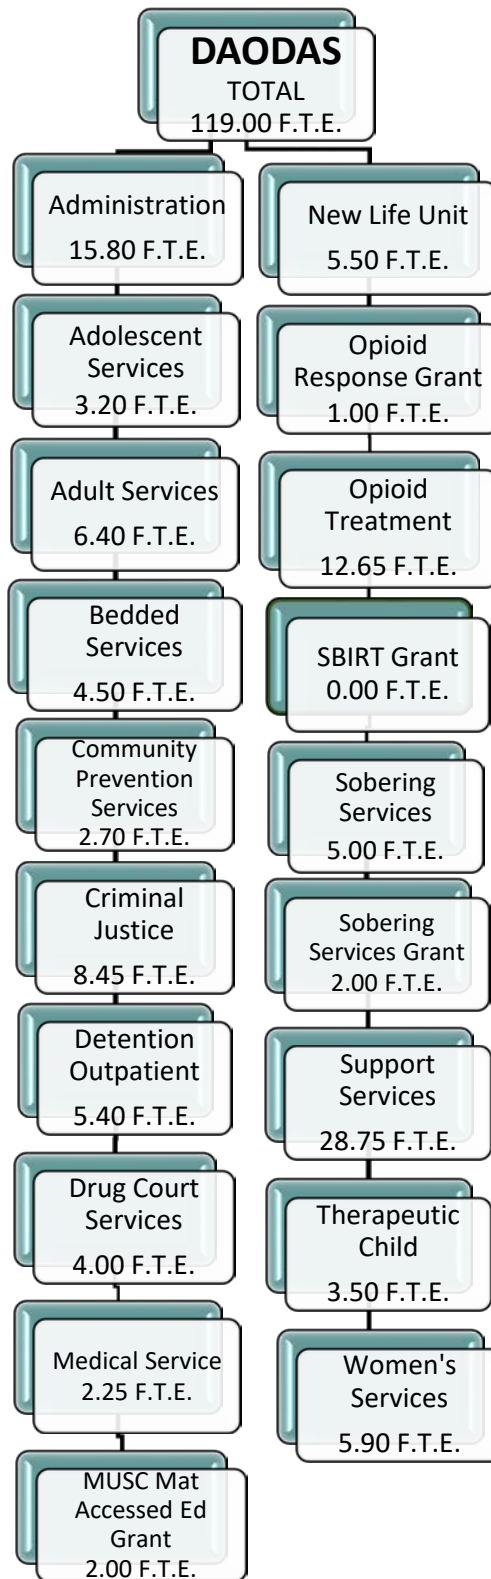 DAODAS
TOTAL
119.00 F.T.E.
Administration
15.80 F.T.E.
Adolescent
Services
3.20 F.T.E.
Adult Services
6.40 F.T.E.
Bedded
Services
4.50 F.T.E.
Community
Prevention
Services
2.70 F.T.E.
Criminal
Justice
8.45 F.T.E.
Detention
Outpatient
5.40 F.T.E.
Drug Court
Services
4.00 F.T.E.
Medical Service
2.25 F.T.E.
MUSC Mat
Accessed Ed
Grant
2.00 F.T.E.
New Life Unit
5.50 F.T.E.
Opioid
Response Grant
1.00 F.T.E.
Opioid
Treatment
12.65 F.T.E.
SBIRT Grant
0.00 F.T.E.
Sobering
Services
5.00 F.T.E.
Sobering
Services Grant
2.00 F.T.E.
Support
Services
28.75 F.T.E.
Therapeutic
Child
3.50 F.T.E.
Women's
Services
5.90 F.T.E.